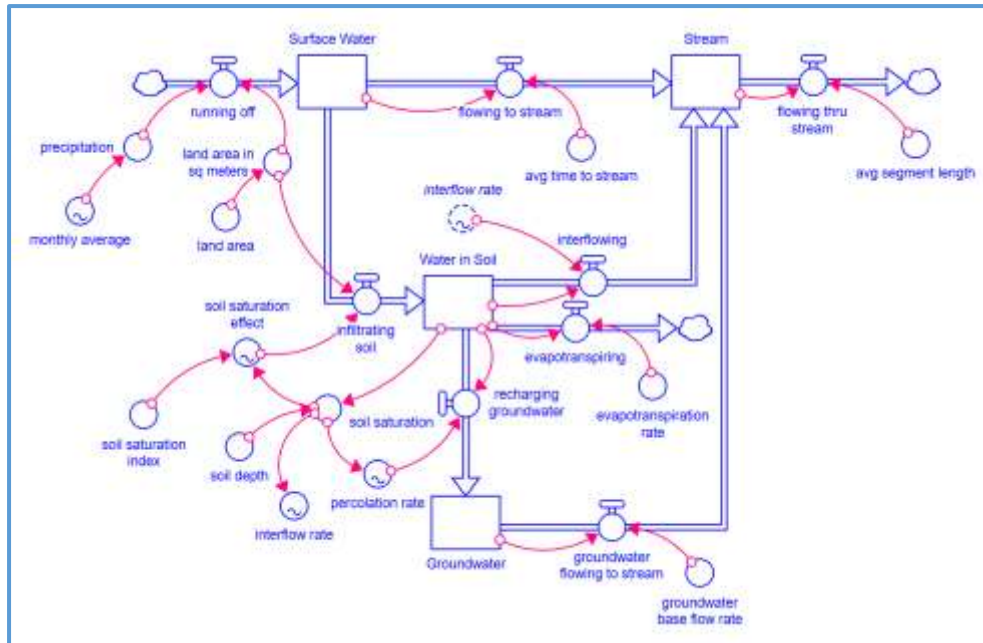 Surface Water
Stream
running off
flowing to stream
flowing thru
stream
precipitation
land area in
sq meters
avg time to stream
avg segment length
interflow rate
monthly average
land area
interflowing
Water in Soil
soil saturation
effect
infiltrating
soil
evapotranspiring
recharging
groundwater
evapotranspiration
rate
soil saturation
soil saturation
index
soil depth
percolation rate
interflow rate
Groundwater
groundwater
flowing to stream
groundwater
base flow rate